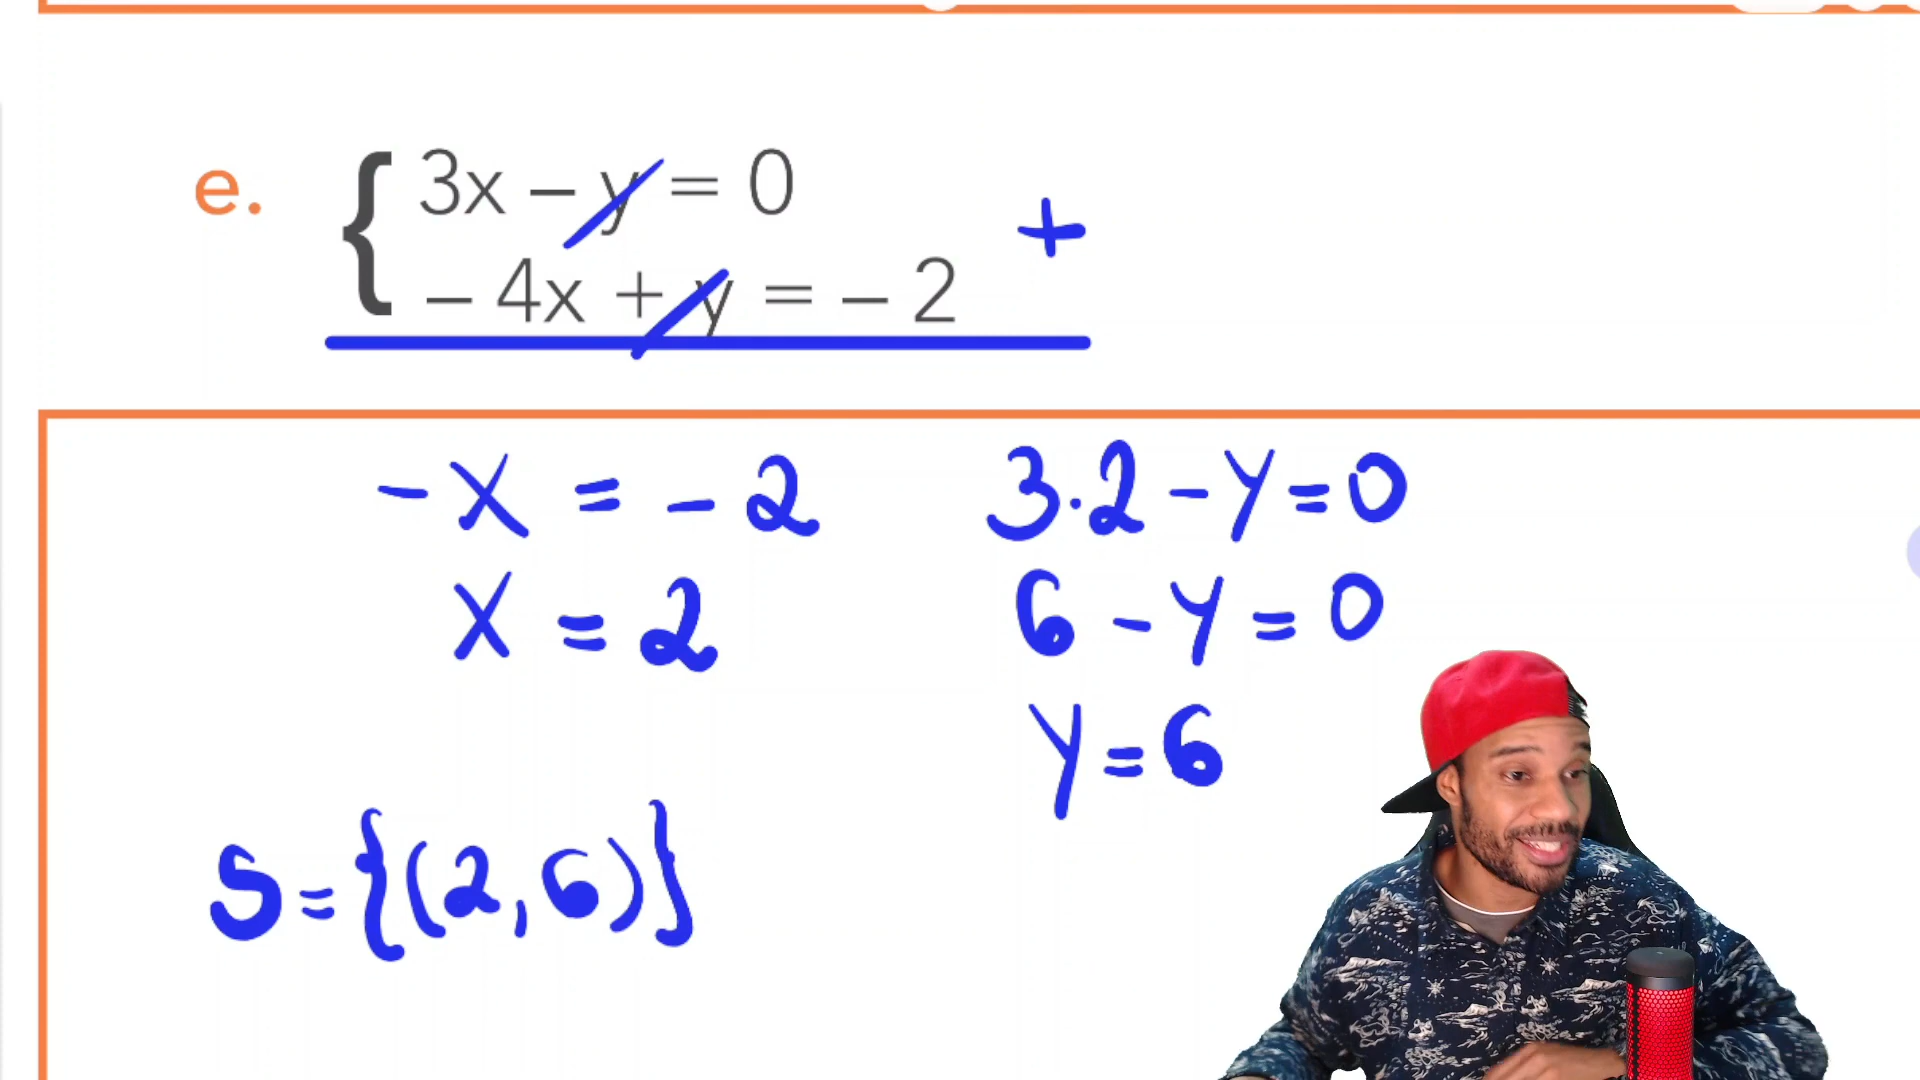 e. { 3x – y = 0
– 4x + y = – 2 +
-x = -2
x = 2
3·2 - y = 0
6 - y = 0
y = 6
S = {(2, 6)}